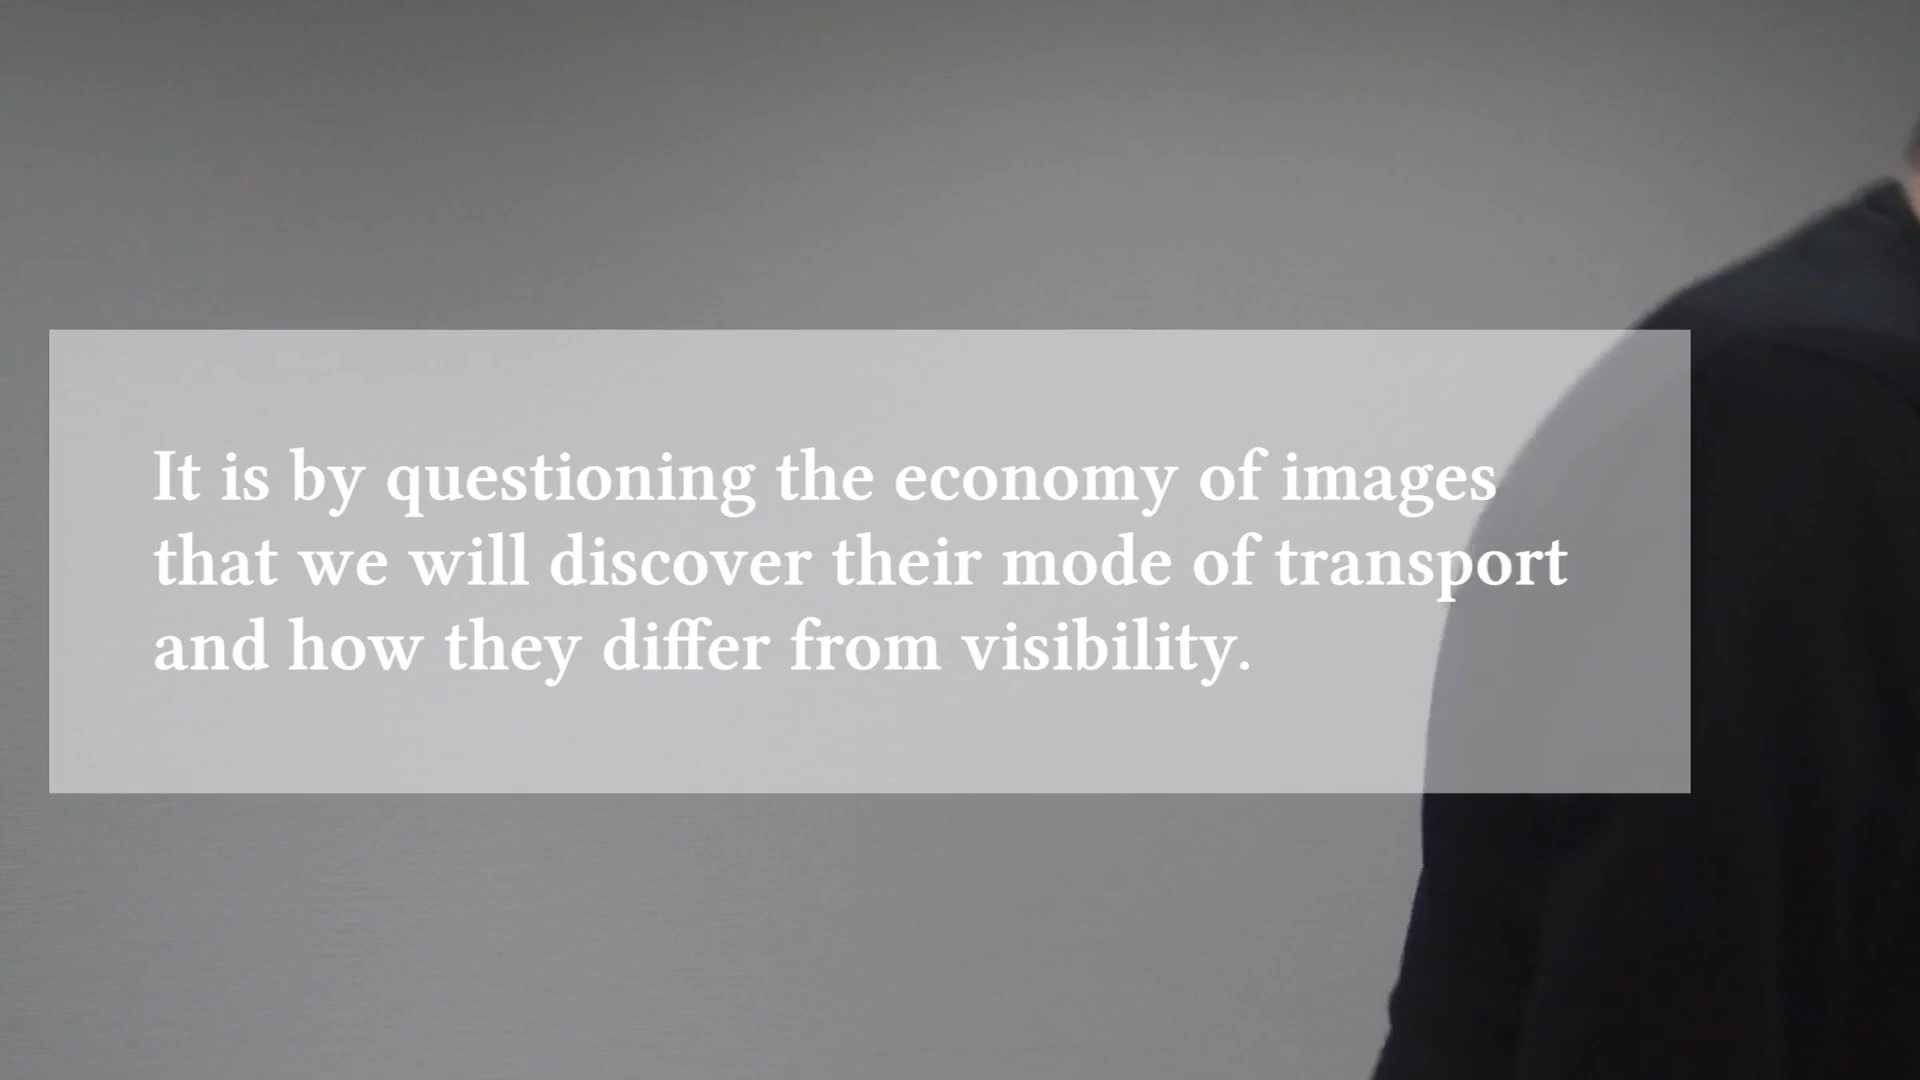 It is by questioning the economy of images
that we will discover their mode of transport
and how they differ from visibility.